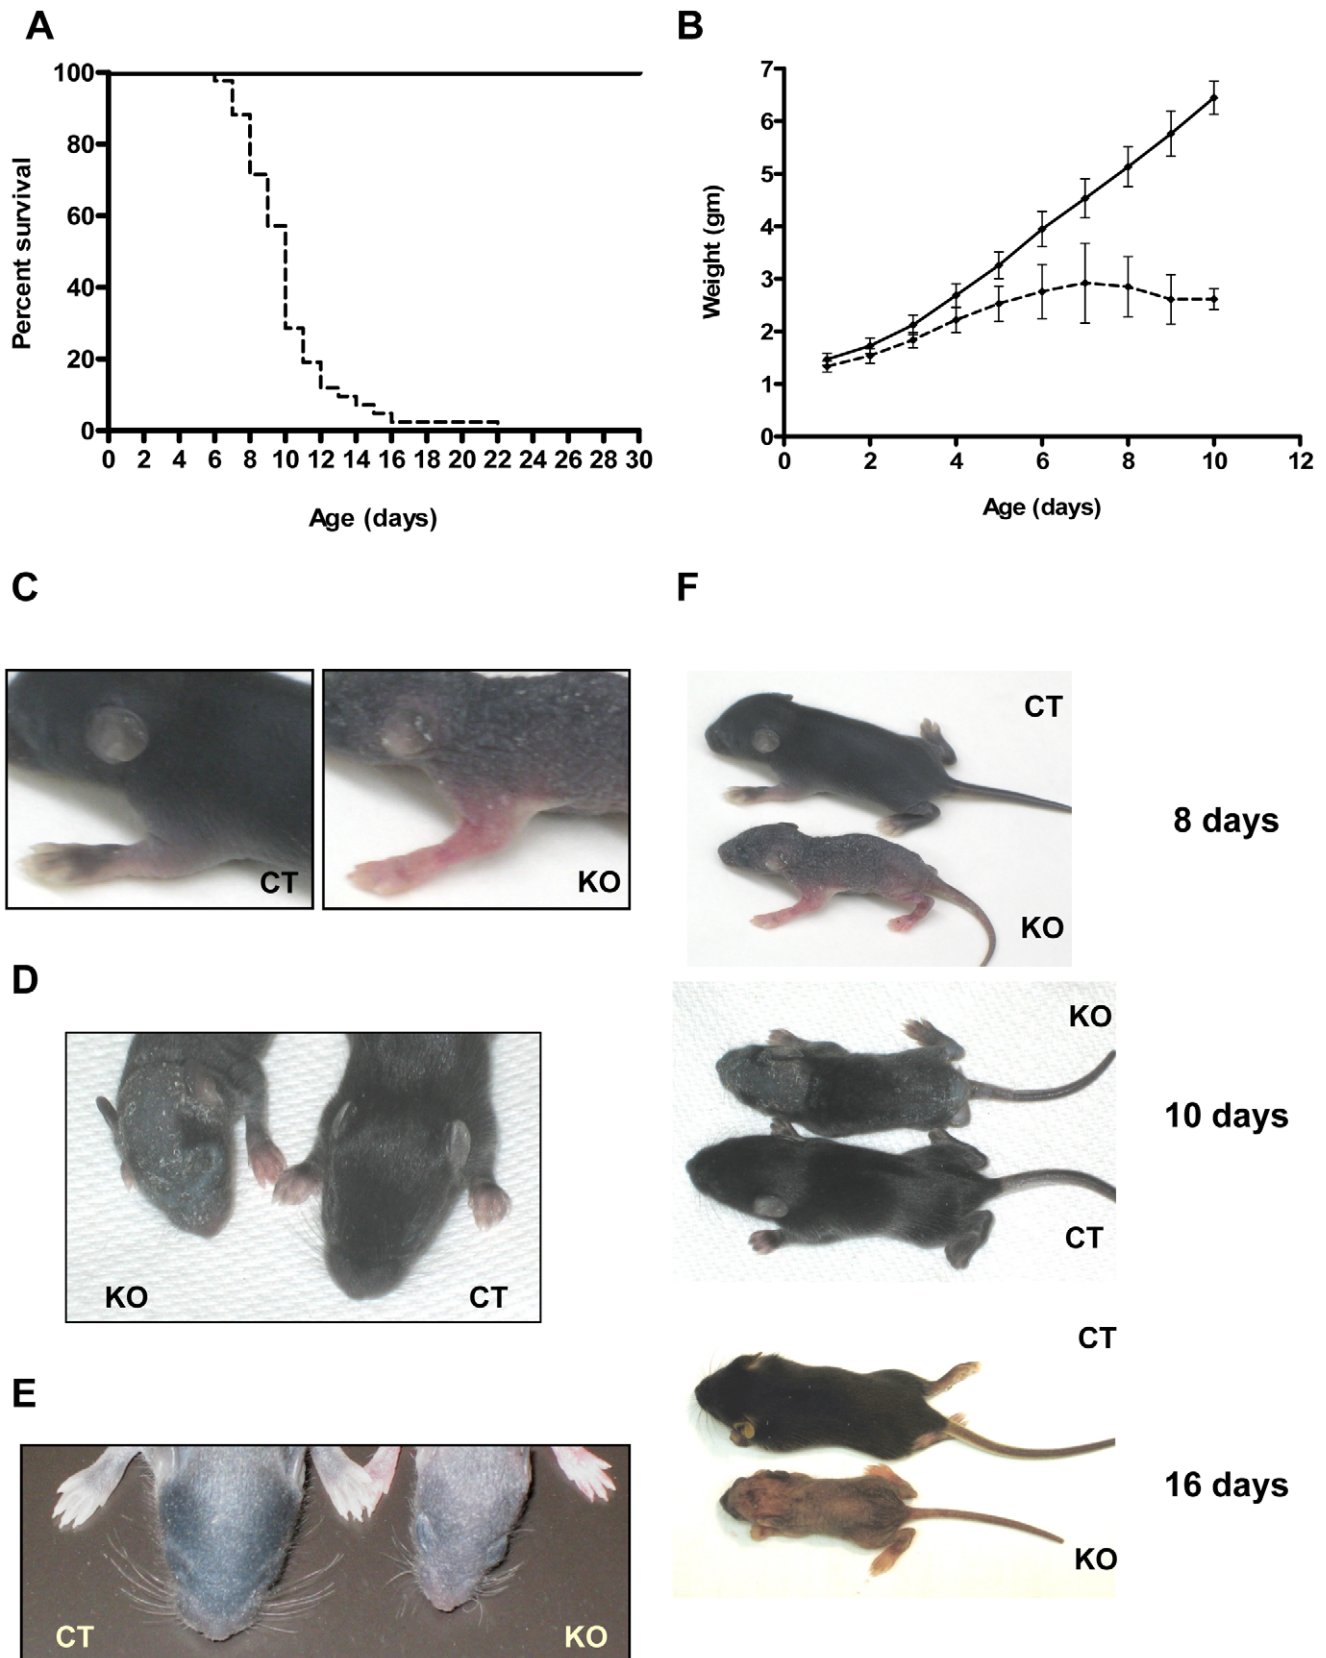 A
B
100
80
60
40
20
0
Percent survival
0 2 4 6 8 10 12 14 16 18 20 22 24 26 28 30
Age (days)
7
6
5
4
3
2
1
0
Weight (gm)
0 2 4 6 8 10 12
Age (days)
C
F
CT
KO
CT
KO
8 days
D
KO
CT
KO
CT
10 days
E
CT
KO
CT
KO
16 days